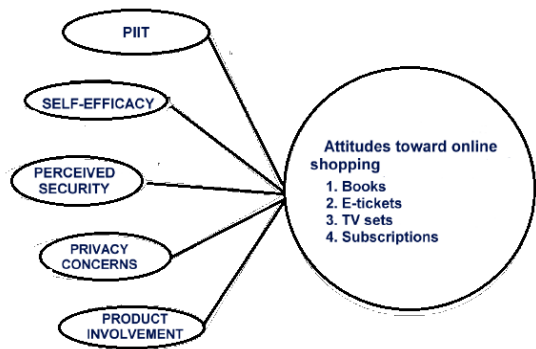 PIIT
SELF-EFFICACY
PERCEIVED
SECURITY
PRIVACY
CONCERNS
PRODUCT
INVOLVEMENT
Attitudes toward online
shopping
1. Books
2. E-tickets
3. TV sets
4. Subscriptions